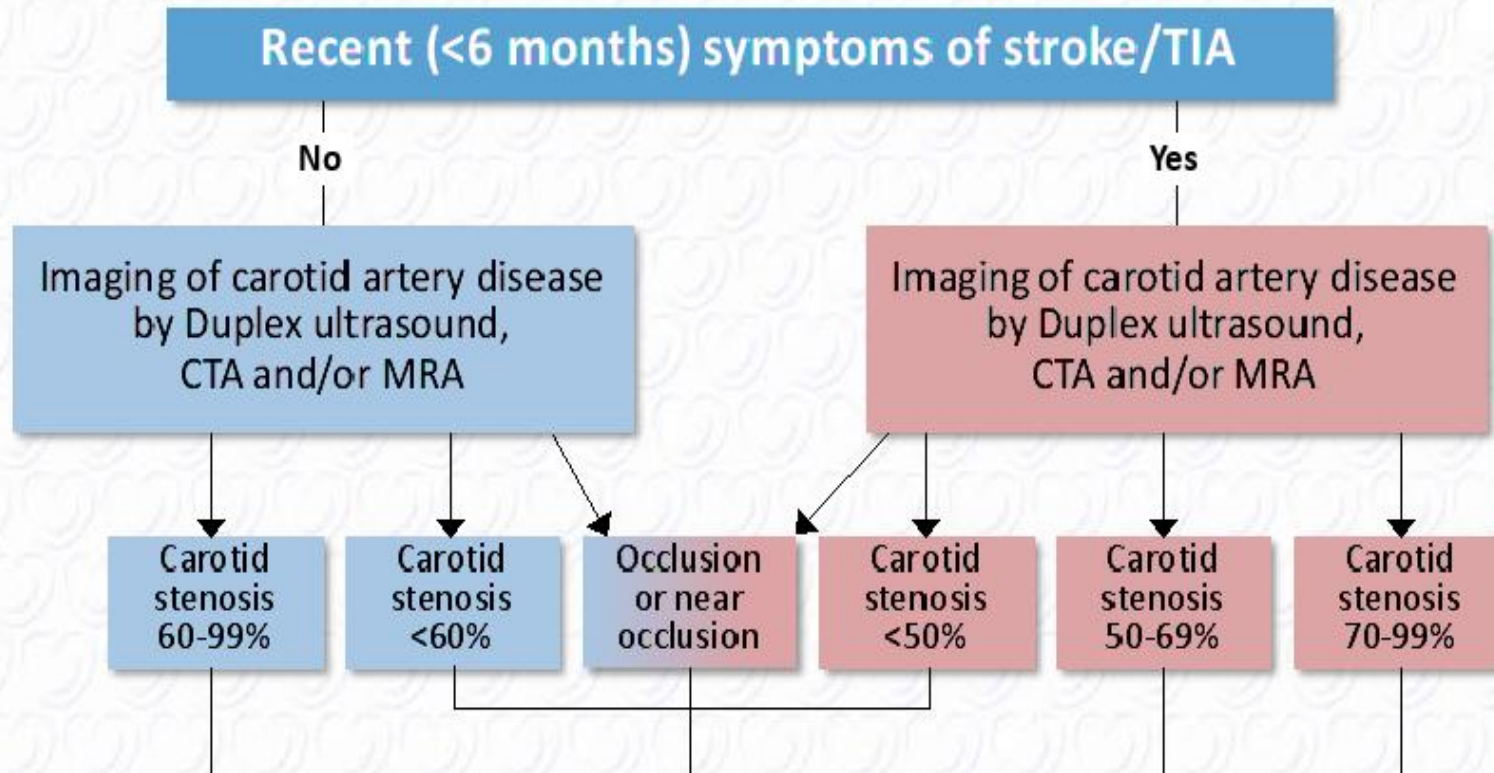 Recent (<6 months) symptoms of stroke/TIA
No
Yes
Imaging of carotid artery disease
by Duplex ultrasound,
CTA and/or MRA
Imaging of carotid artery disease
by Duplex ultrasound,
CTA and/or MRA
Carotid
stenosis
60-99%
Carotid
stenosis
<60%
Occlusion
or near
occlusion
Carotid
stenosis
<50%
Carotid
stenosis
50-69%
Carotid
stenosis
70-99%